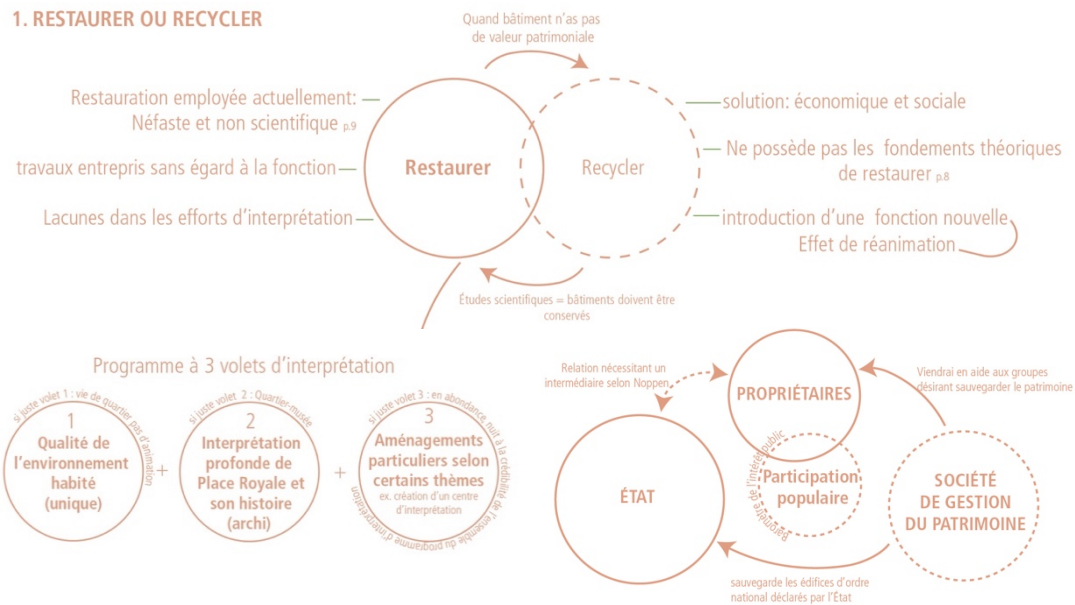 1. RESTAURER OU RECYCLER
Quand bâtiment n'as pas
de valeur patrimoniale
Restauration employée actuellement:
Néfaste et non scientifique p.9
travaux entrepris sans égard à la fonction
Lacunes dans les efforts d'interprétation
Restaurer
Recycler
solution: économique et sociale
Ne possède pas les fondements théoriques
de restaurer p.8
introduction d'une fonction nouvelle
Effet de réanimation
Études scientifiques = bâtiments doivent être
conservés
Programme à 3 volets d'interprétation
si juste volet 1 : vie de quartier pas d'animation
1
Qualité de
l'environnement
habité
(unique)
+
si juste volet 2 : Quartier-musée
2
Interprétation
profonde de
Place Royale et
son histoire
(archi)
+
si juste volet 3 : en abondance, nuit à la crédibilité de l'ensemble du programme d'interprétation
3
Aménagements
particuliers selon
certains thèmes
ex. création d'un centre
d'interprétation
Relation nécessitant un
intermédiaire selon Noppen
PROPRIÉTAIRES
Viendrai en aide aux groupes
désirant sauvegarder le patrimoine
ÉTAT
Baromètre de l'intérêt public
Participation
populaire
SOCIÉTÉ
DE GESTION
DU PATRIMOINE
sauvegarde les édifices d'ordre
national déclarés par l'État